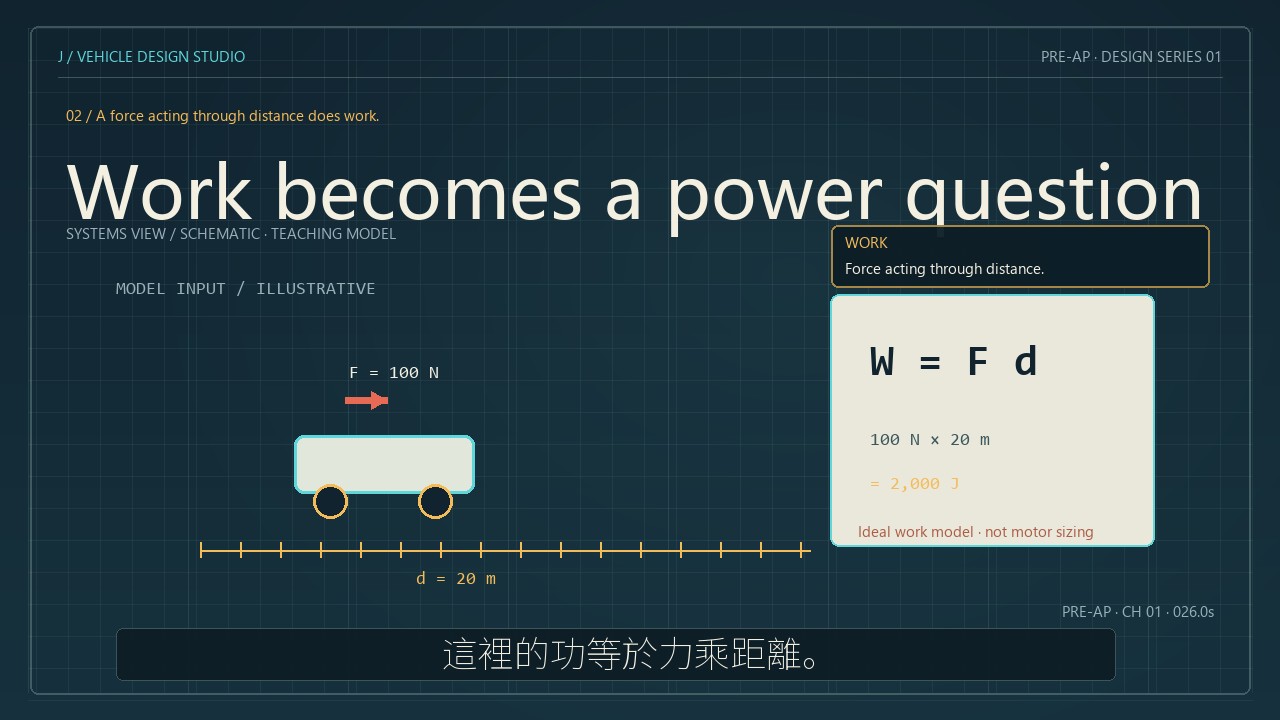 J / VEHICLE DESIGN STUDIO
PRE-AP · DESIGN SERIES 01
02 / A force acting through distance does work.
Work becomes a power question
SYSTEMS VIEW / SCHEMATIC · TEACHING MODEL
WORK
Force acting through distance.
MODEL INPUT / ILLUSTRATIVE
F = 100 N
W = F d
100 N × 20 m
= 2,000 J
Ideal work model · not motor sizing
d = 20 m
PRE-AP · CH 01 · 026.0s
這裡的功等於力乘距離。